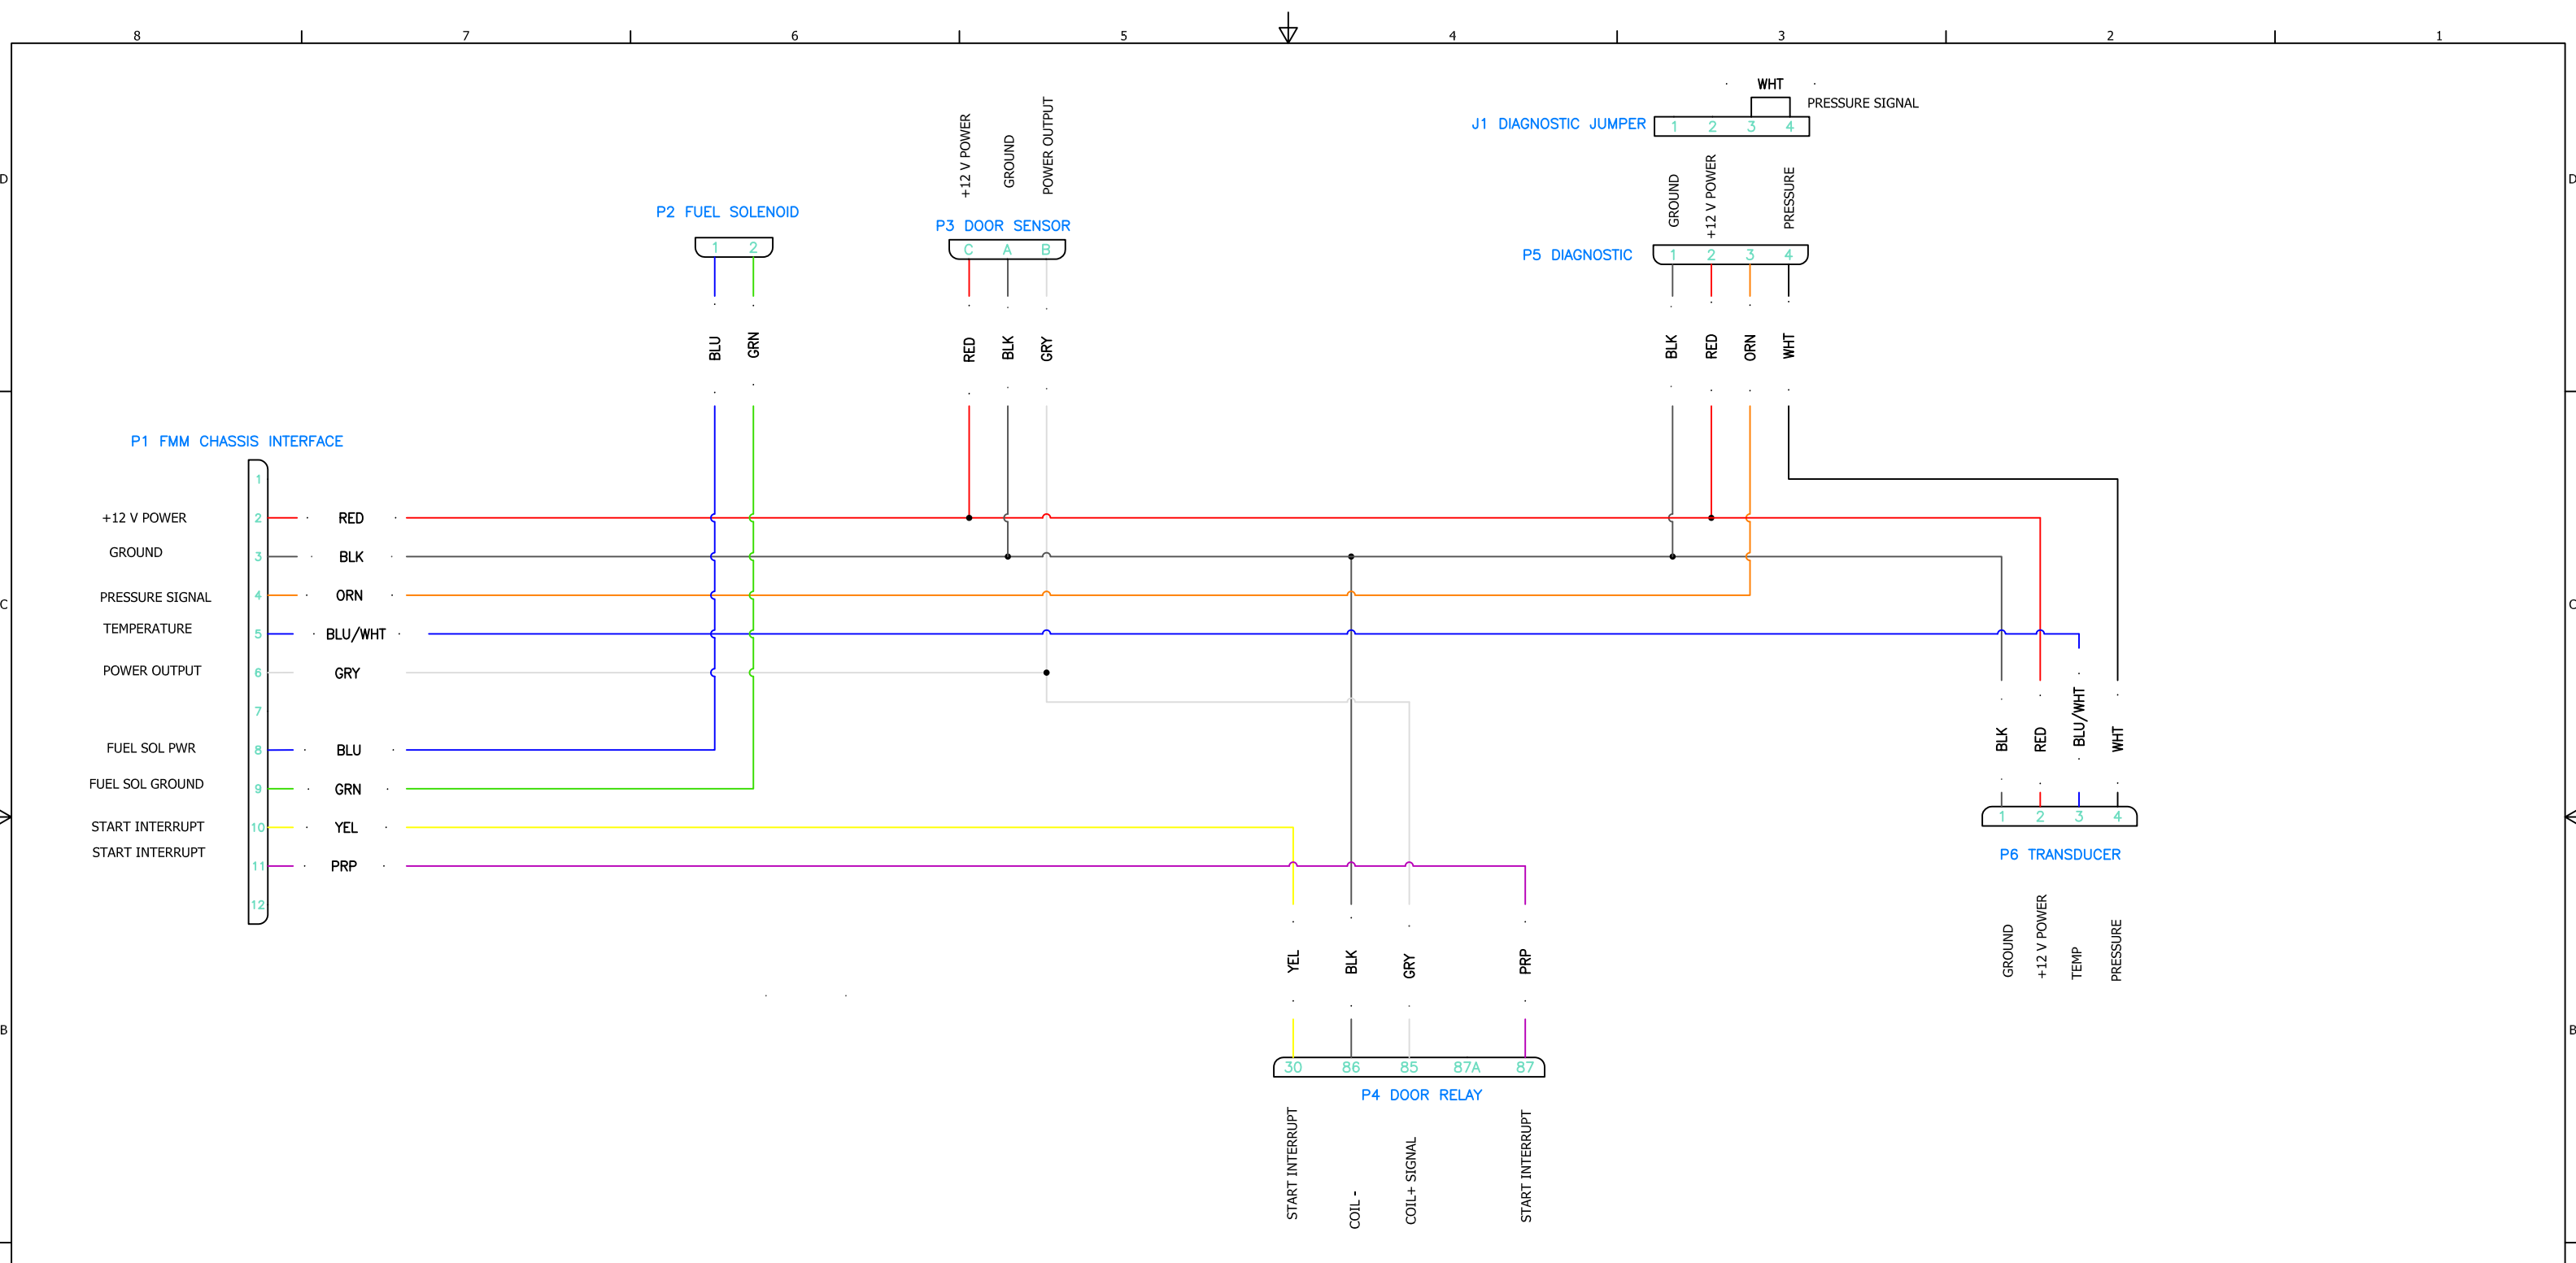 8 7 6 5 4 3 2 1
WHT
PRESSURE SIGNAL
J1 DIAGNOSTIC JUMPER
1 2 3 4
+12 V POWER
GROUND
POWER OUTPUT
GROUND
+12 V POWER
PRESSURE
D
D
P2 FUEL SOLENOID
1 2
P3 DOOR SENSOR
C A B
P5 DIAGNOSTIC
1 2 3 4
BLU
GRN
RED
BLK
GRY
BLK
RED
ORN
WHT
P1 FMM CHASSIS INTERFACE
1
+12 V POWER 2 RED
GROUND 3 BLK
PRESSURE SIGNAL 4 ORN
C
C
TEMPERATURE 5 BLU/WHT
POWER OUTPUT 6 GRY
7
FUEL SOL PWR 8 BLU
FUEL SOL GROUND 9 GRN
START INTERRUPT 10 YEL
START INTERRUPT 11 PRP
12
BLK
RED
BLU/WHT
WHT
1 2 3 4
P6 TRANSDUCER
GROUND
+12 V POWER
TEMP
PRESSURE
YEL
BLK
GRY
PRP
B
B
30 86 85 87A 87
P4 DOOR RELAY
START INTERRUPT
COIL -
COIL+ SIGNAL
START INTERRUPT